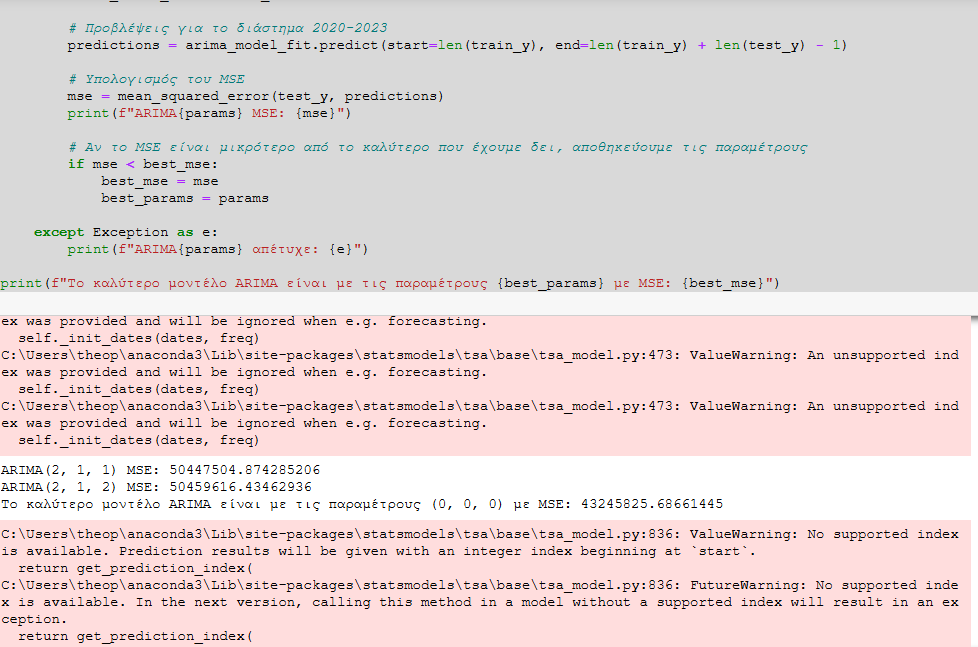 # Προβλέψεις για το διάστημα 2020-2023
predictions = arima_model_fit.predict(start=len(train_y), end=len(train_y) + len(test_y) - 1)
# Υπολογισμός του MSE
mse = mean_squared_error(test_y, predictions)
print(f"ARIMA{params} MSE: {mse}")
# Αν το MSE είναι μικρότερο από το καλύτερο που έχουμε δει, αποθηκεύουμε τις παραμέτρους
if mse < best_mse:
best_mse = mse
best_params = params
except Exception as e:
print(f"ARIMA{params} απέτυχε: {e}")
print(f"Το καλύτερο μοντέλο ARIMA είναι με τις παραμέτρους {best_params} με MSE: {best_mse}")
ex was provided and will be ignored when e.g. forecasting.
self._init_dates(dates, freq)
C:\Users\theop\anaconda3\Lib\site-packages\statsmodels\tsa\base\tsa_model.py:473: ValueWarning: An unsupported ind
ex was provided and will be ignored when e.g. forecasting.
self._init_dates(dates, freq)
C:\Users\theop\anaconda3\Lib\site-packages\statsmodels\tsa\base\tsa_model.py:473: ValueWarning: An unsupported ind
ex was provided and will be ignored when e.g. forecasting.
self._init_dates(dates, freq)
ARIMA(2, 1, 1) MSE: 50447504.874285206
ARIMA(2, 1, 2) MSE: 50459616.43462936
Το καλύτερο μοντέλο ARIMA είναι με τις παραμέτρους (0, 0, 0) με MSE: 43245825.68661445
C:\Users\theop\anaconda3\Lib\site-packages\statsmodels\tsa\base\tsa_model.py:836: ValueWarning: No supported index
is available. Prediction results will be given with an integer index beginning at `start`.
return get_prediction_index(
C:\Users\theop\anaconda3\Lib\site-packages\statsmodels\tsa\base\tsa_model.py:836: FutureWarning: No supported inde
x is available. In the next version, calling this method in a model without a supported index will result in an ex
ception.
return get_prediction_index(